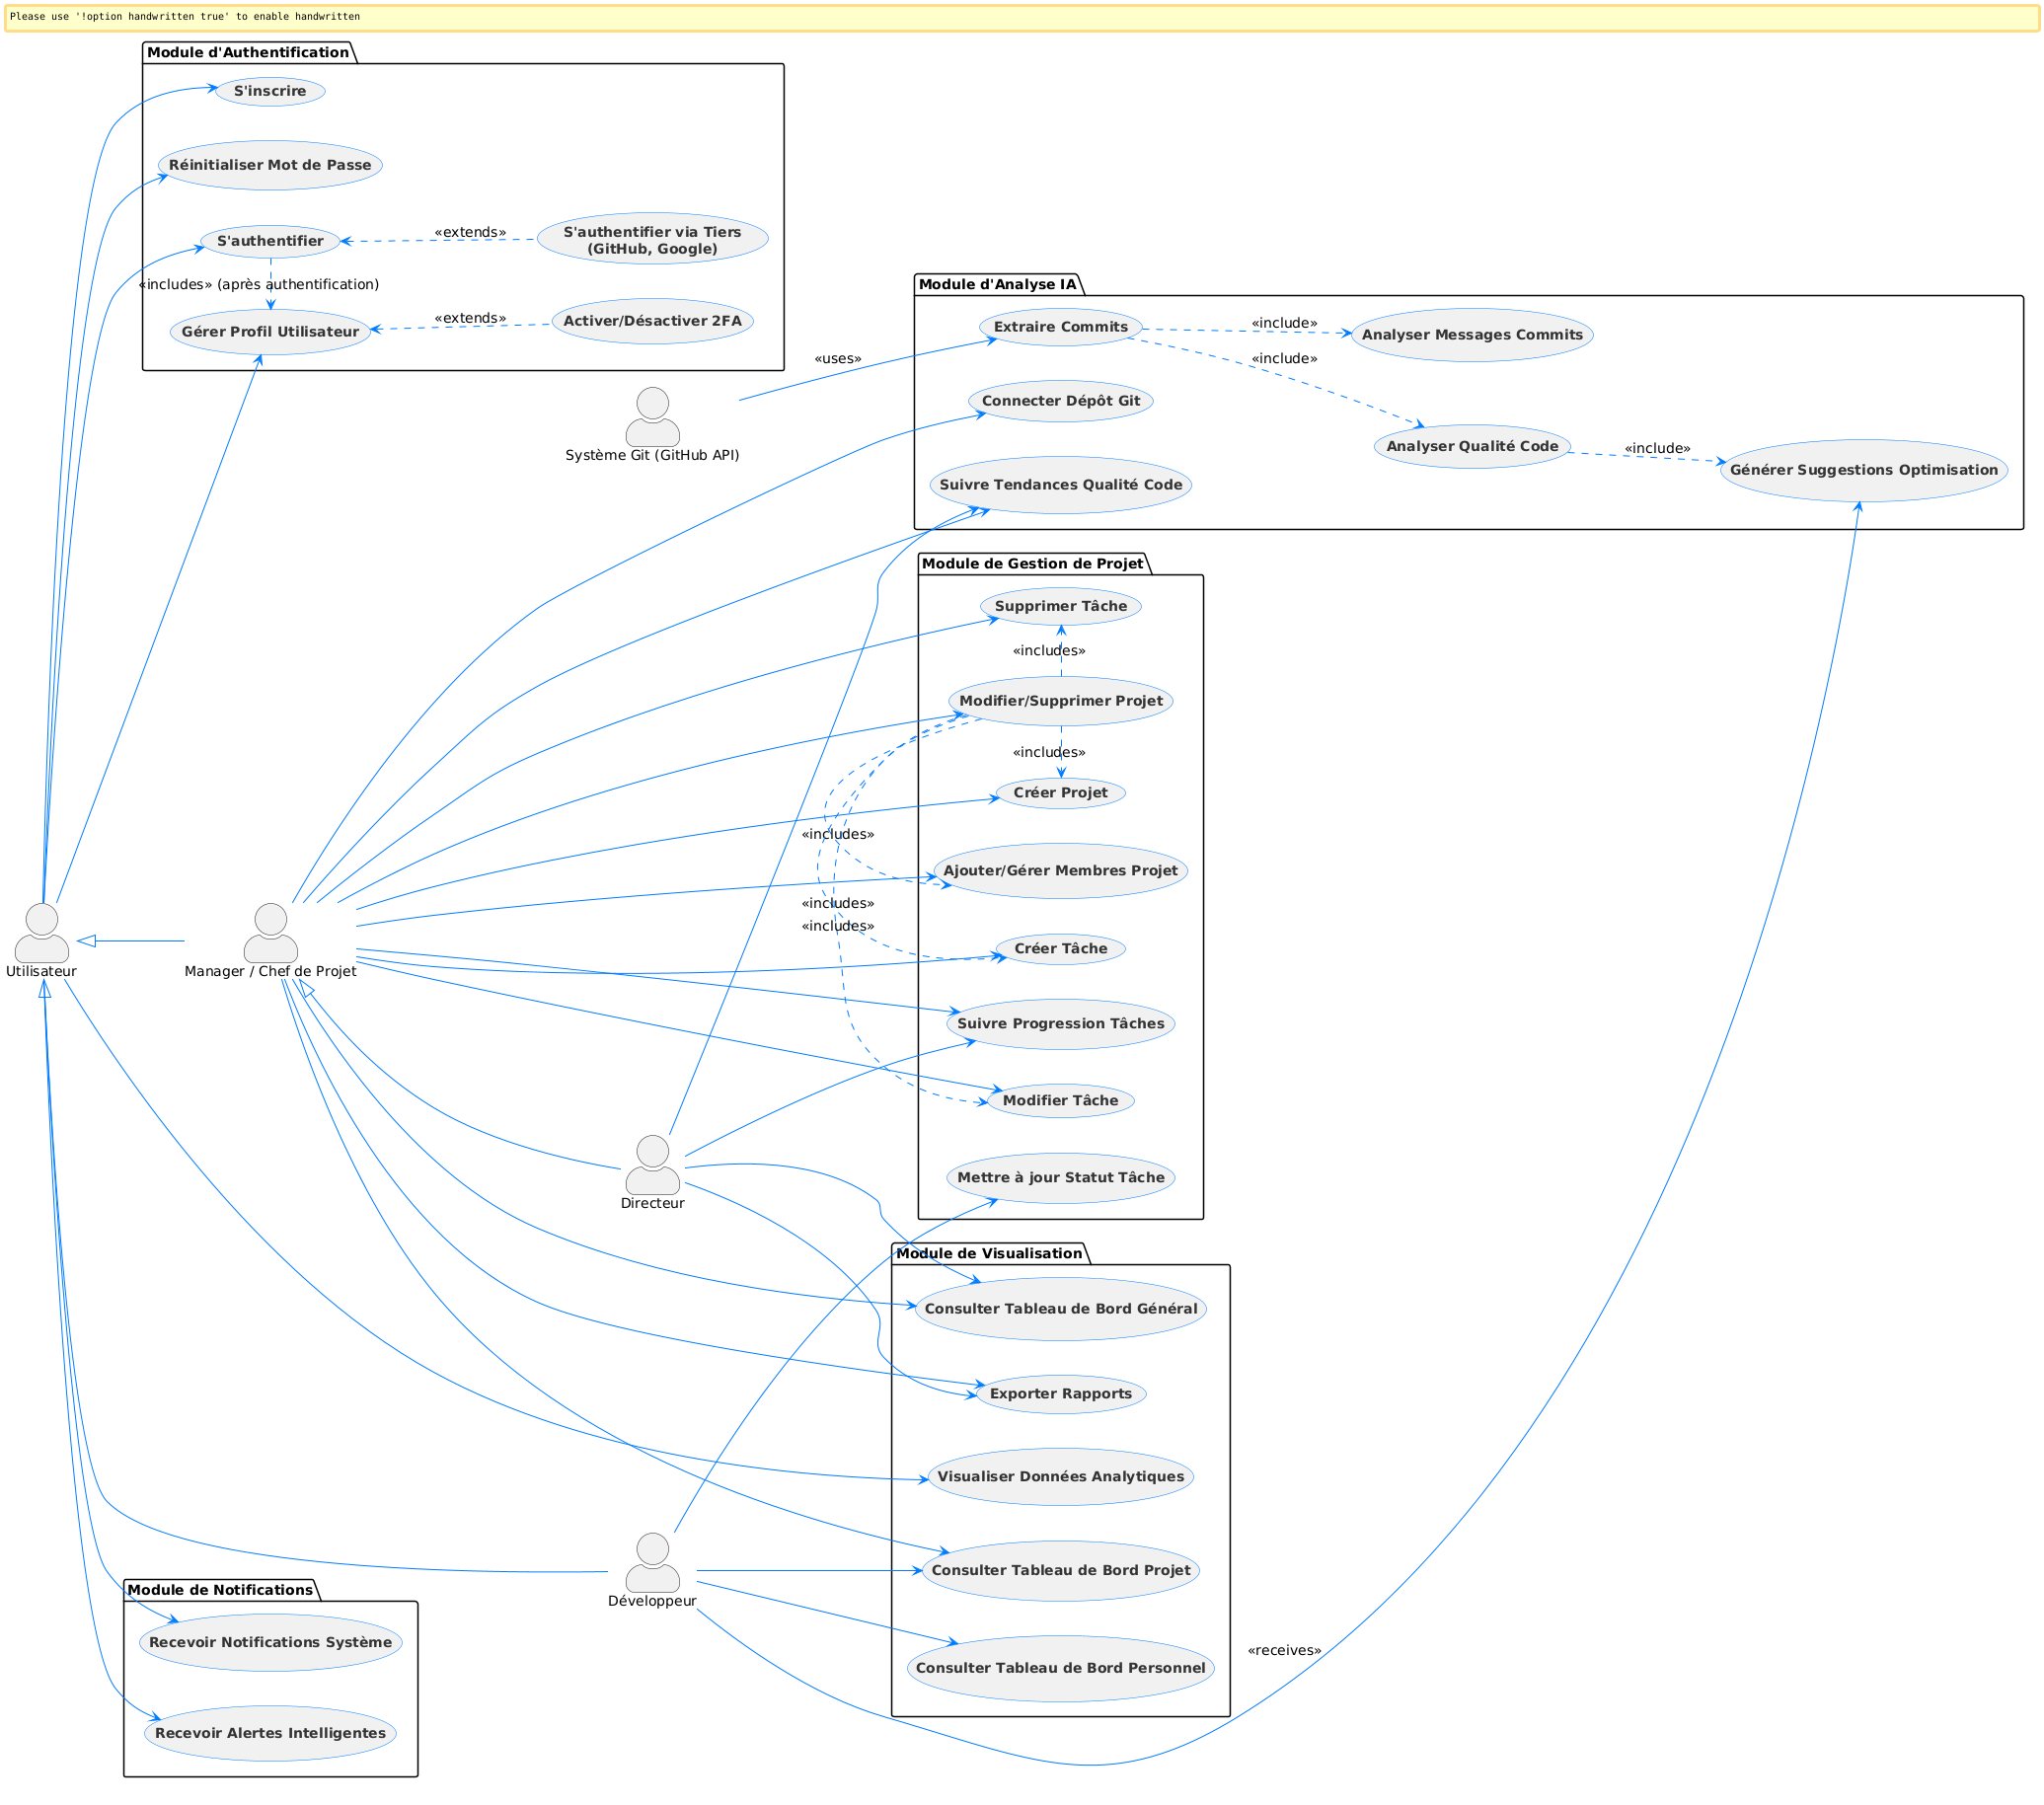 Please use '!option handwritten true' to enable handwritten
Module d'Authentification
S'inscrire
Réinitialiser Mot de Passe
S'authentifier
«extends»
S'authentifier via Tiers
(GitHub, Google)
«includes» (après authentification)
Gérer Profil Utilisateur
«extends»
Activer/Désactiver 2FA
Système Git (GitHub API)
«uses»
Module d'Analyse IA
Extraire Commits
«include»
Analyser Messages Commits
«include»
Connecter Dépôt Git
Analyser Qualité Code
«include»
Générer Suggestions Optimisation
Suivre Tendances Qualité Code
Module de Gestion de Projet
Supprimer Tâche
«includes»
Modifier/Supprimer Projet
«includes»
Créer Projet
«includes»
Ajouter/Gérer Membres Projet
«includes»
«includes»
Créer Tâche
Suivre Progression Tâches
Modifier Tâche
Mettre à jour Statut Tâche
Utilisateur
Manager / Chef de Projet
Directeur
Module de Visualisation
Consulter Tableau de Bord Général
Exporter Rapports
Visualiser Données Analytiques
Consulter Tableau de Bord Projet
Consulter Tableau de Bord Personnel
Développeur
«receives»
Module de Notifications
Recevoir Notifications Système
Recevoir Alertes Intelligentes